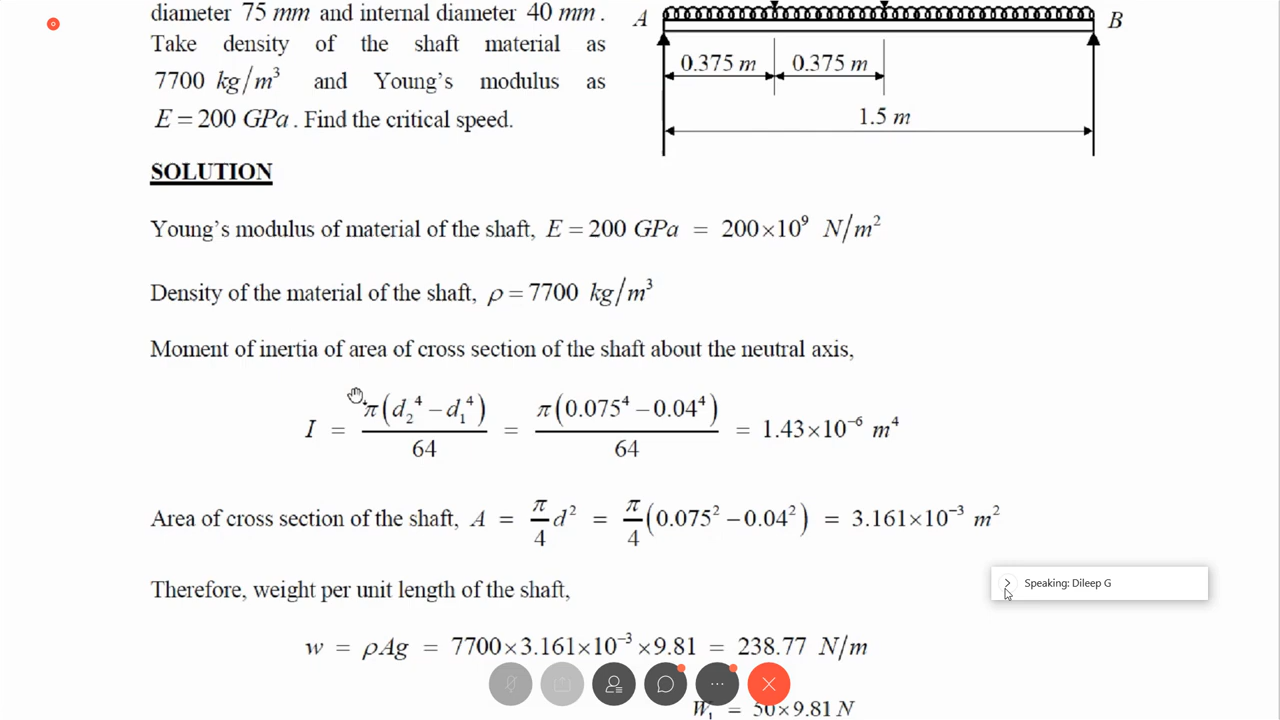 diameter 75 mm and internal diameter 40 mm.
Take density of the shaft material as
7700 kg/m³ and Young's modulus as
E = 200 GPa. Find the critical speed.
A
B
0.375 m
0.375 m
1.5 m
SOLUTION
Young's modulus of material of the shaft, E = 200 GPa = 200×10⁹ N/m²
Density of the material of the shaft, ρ = 7700 kg/m³
Moment of inertia of area of cross section of the shaft about the neutral axis,
I = π(d₂⁴ − d₁⁴)/64 = π(0.075⁴ − 0.04⁴)/64 = 1.43×10⁻⁶ m⁴
Area of cross section of the shaft, A = π/4 d² = π/4 (0.075² − 0.04²) = 3.161×10⁻³ m²
Speaking: Dileep G
Therefore, weight per unit length of the shaft,
w = ρAg = 7700×3.161×10⁻³×9.81 = 238.77 N/m
W₁ = 50×9.81 N